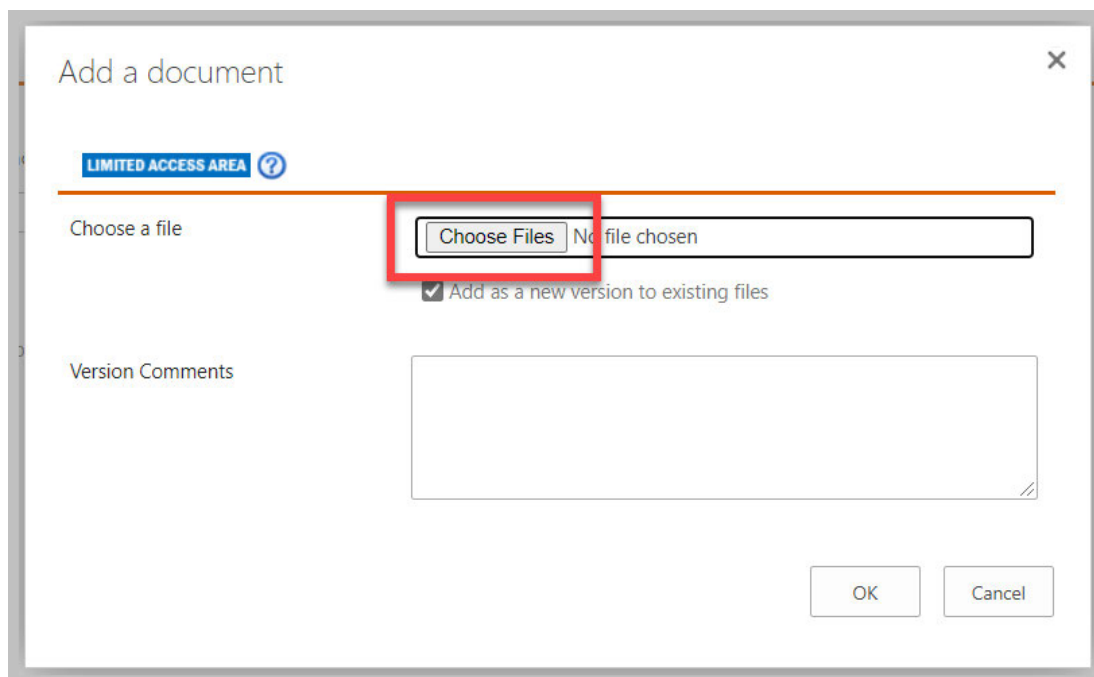 Add a document
LIMITED ACCESS AREA ?
Choose a file
Choose Files No file chosen
Add as a new version to existing files
Version Comments
OK Cancel